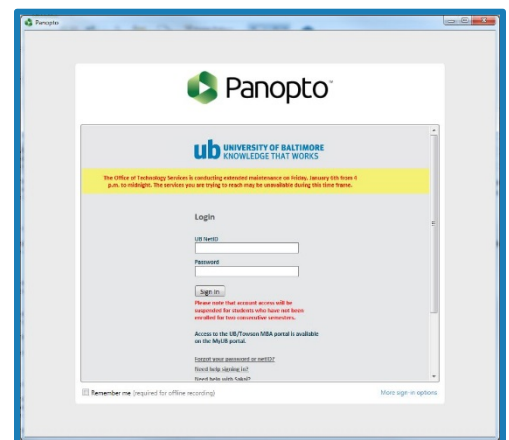 Panopto
Panopto™
ub UNIVERSITY OF BALTIMORE
KNOWLEDGE THAT WORKS
The Office of Technology Services is conducting extended maintenance on Friday, January 6th from 4
p.m. to midnight. The services you are trying to reach may be unavailable during this time frame.
Login
UB NetID
Password
Sign In
Please note that account access will be
suspended for students who have not been
enrolled for two consecutive semesters.
Access to the UB/Towson MBA portal is available
on the MyUB portal.
Forgot your password or netID?
Need help signing in?
Need help with Sakai?
Remember me (required for offline recording)
More sign-in options